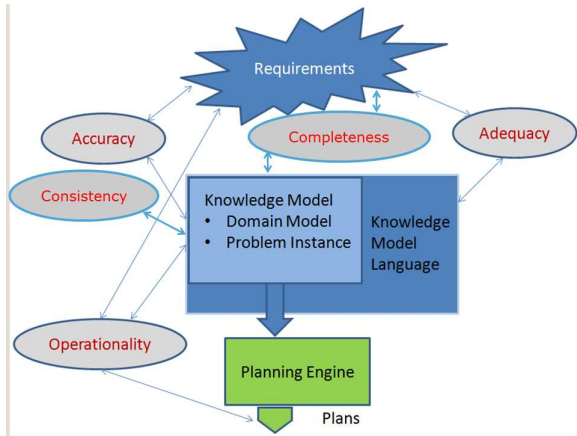 Requirements
Accuracy
Completeness
Adequacy
Consistency
Knowledge Model
• Domain Model
• Problem Instance
Knowledge
Model
Language
Operationality
Planning Engine
Plans